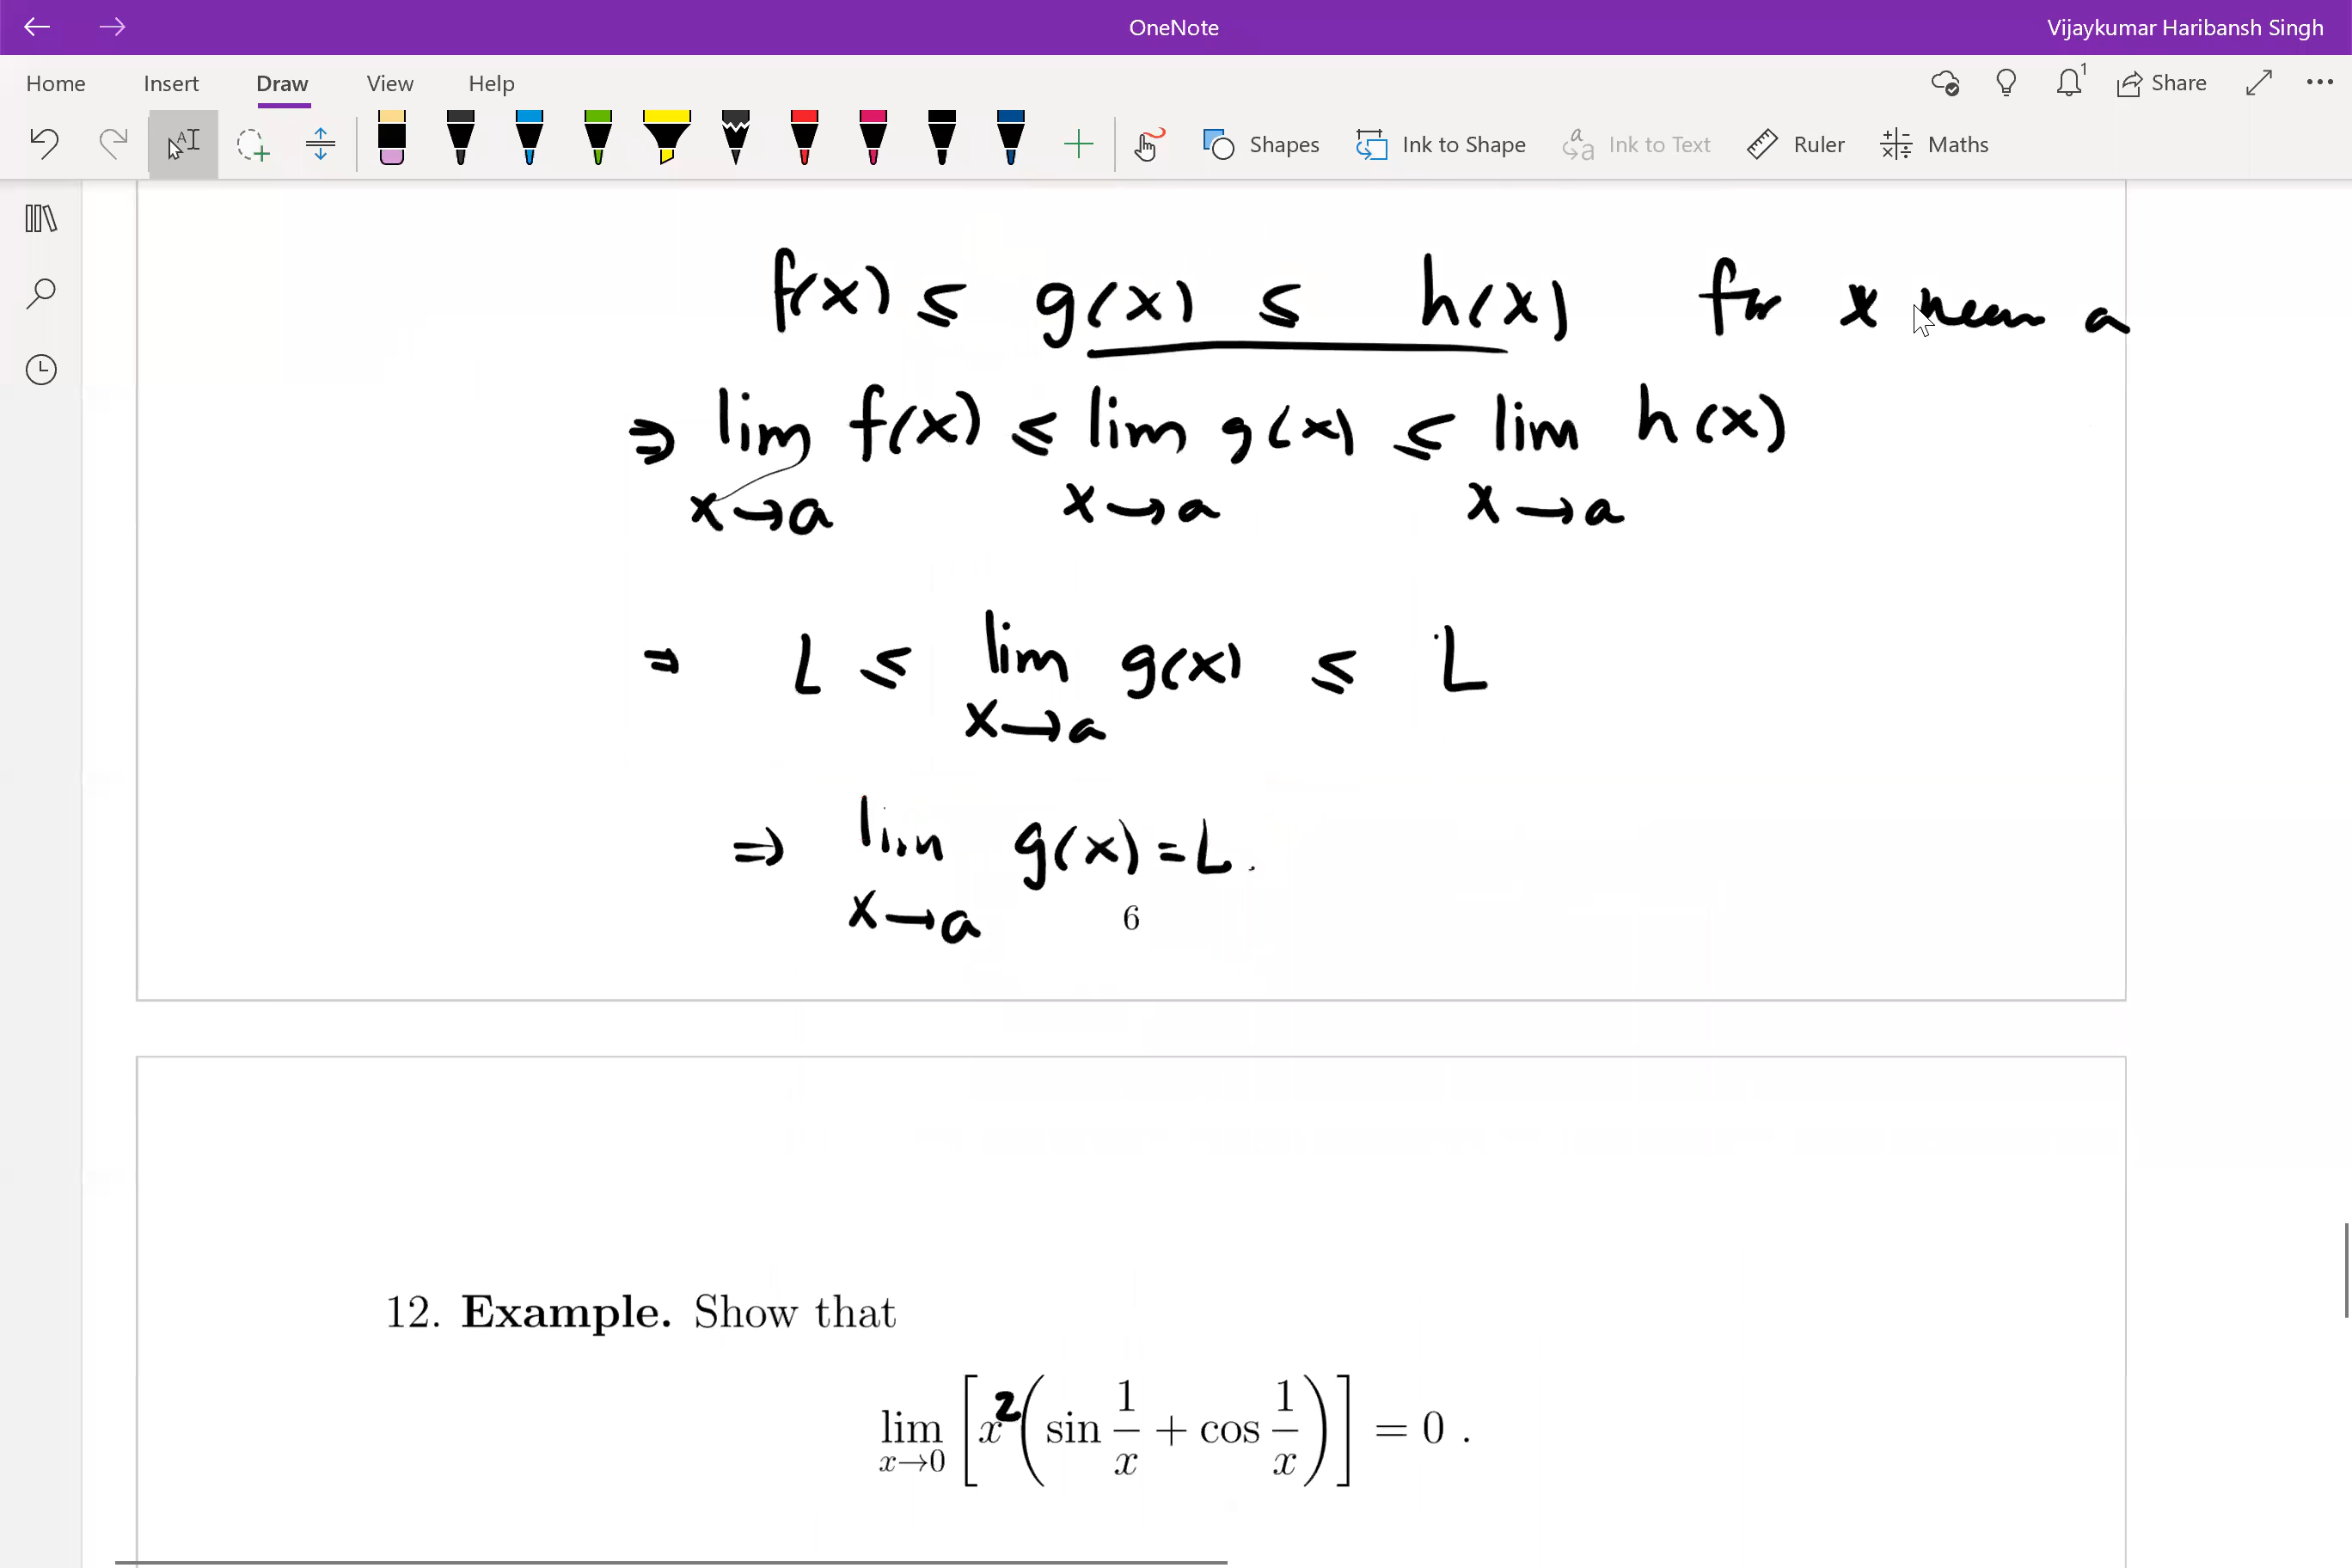 OneNote
Vijaykumar Haribansh Singh
Home Insert Draw View Help
1 Share
Shapes Ink to Shape Ink to Text Ruler Maths
f(x) ≤ g(x) ≤ h(x) for x near a
⇒ lim f(x) ≤ lim g(x) ≤ lim h(x)
x→a x→a x→a
⇒ L ≤ lim g(x) ≤ L
x→a
⇒ lim g(x) = L.
x→a
6
12. Example. Show that
lim_{x→0} [x²(sin 1/x + cos 1/x)] = 0 .